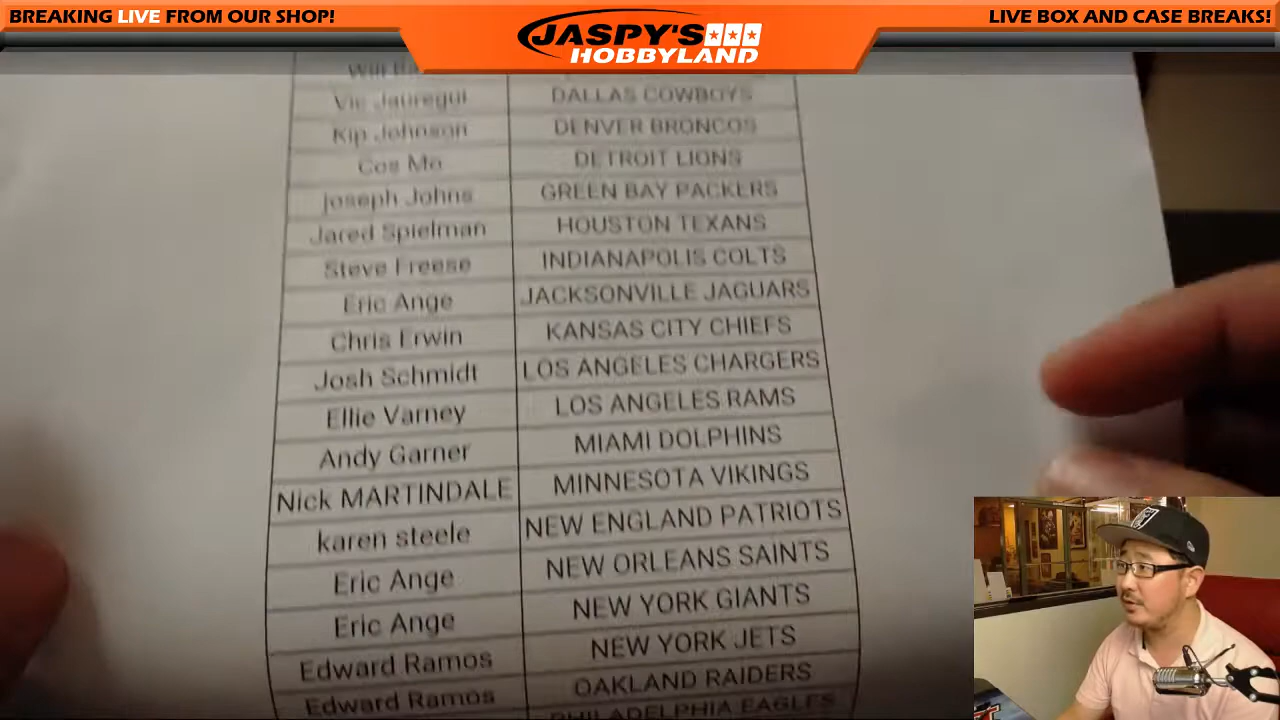 BREAKING LIVE FROM OUR SHOP!
JASPY'S
HOBBYLAND
LIVE BOX AND CASE BREAKS!
Will
Vic Jauregui DALLAS COWBOYS
Kip Johnson DENVER BRONCOS
Cos Mo DETROIT LIONS
joseph Johns GREEN BAY PACKERS
Jared Spielman HOUSTON TEXANS
Steve Freese INDIANAPOLIS COLTS
Eric Ange JACKSONVILLE JAGUARS
Chris Erwin KANSAS CITY CHIEFS
Josh Schmidt LOS ANGELES CHARGERS
Ellie Varney LOS ANGELES RAMS
Andy Garner MIAMI DOLPHINS
Nick MARTINDALE MINNESOTA VIKINGS
karen steele NEW ENGLAND PATRIOTS
Eric Ange NEW ORLEANS SAINTS
Eric Ange NEW YORK GIANTS
Edward Ramos NEW YORK JETS
Edward Ramos OAKLAND RAIDERS
PHILADELPHIA EAGLES